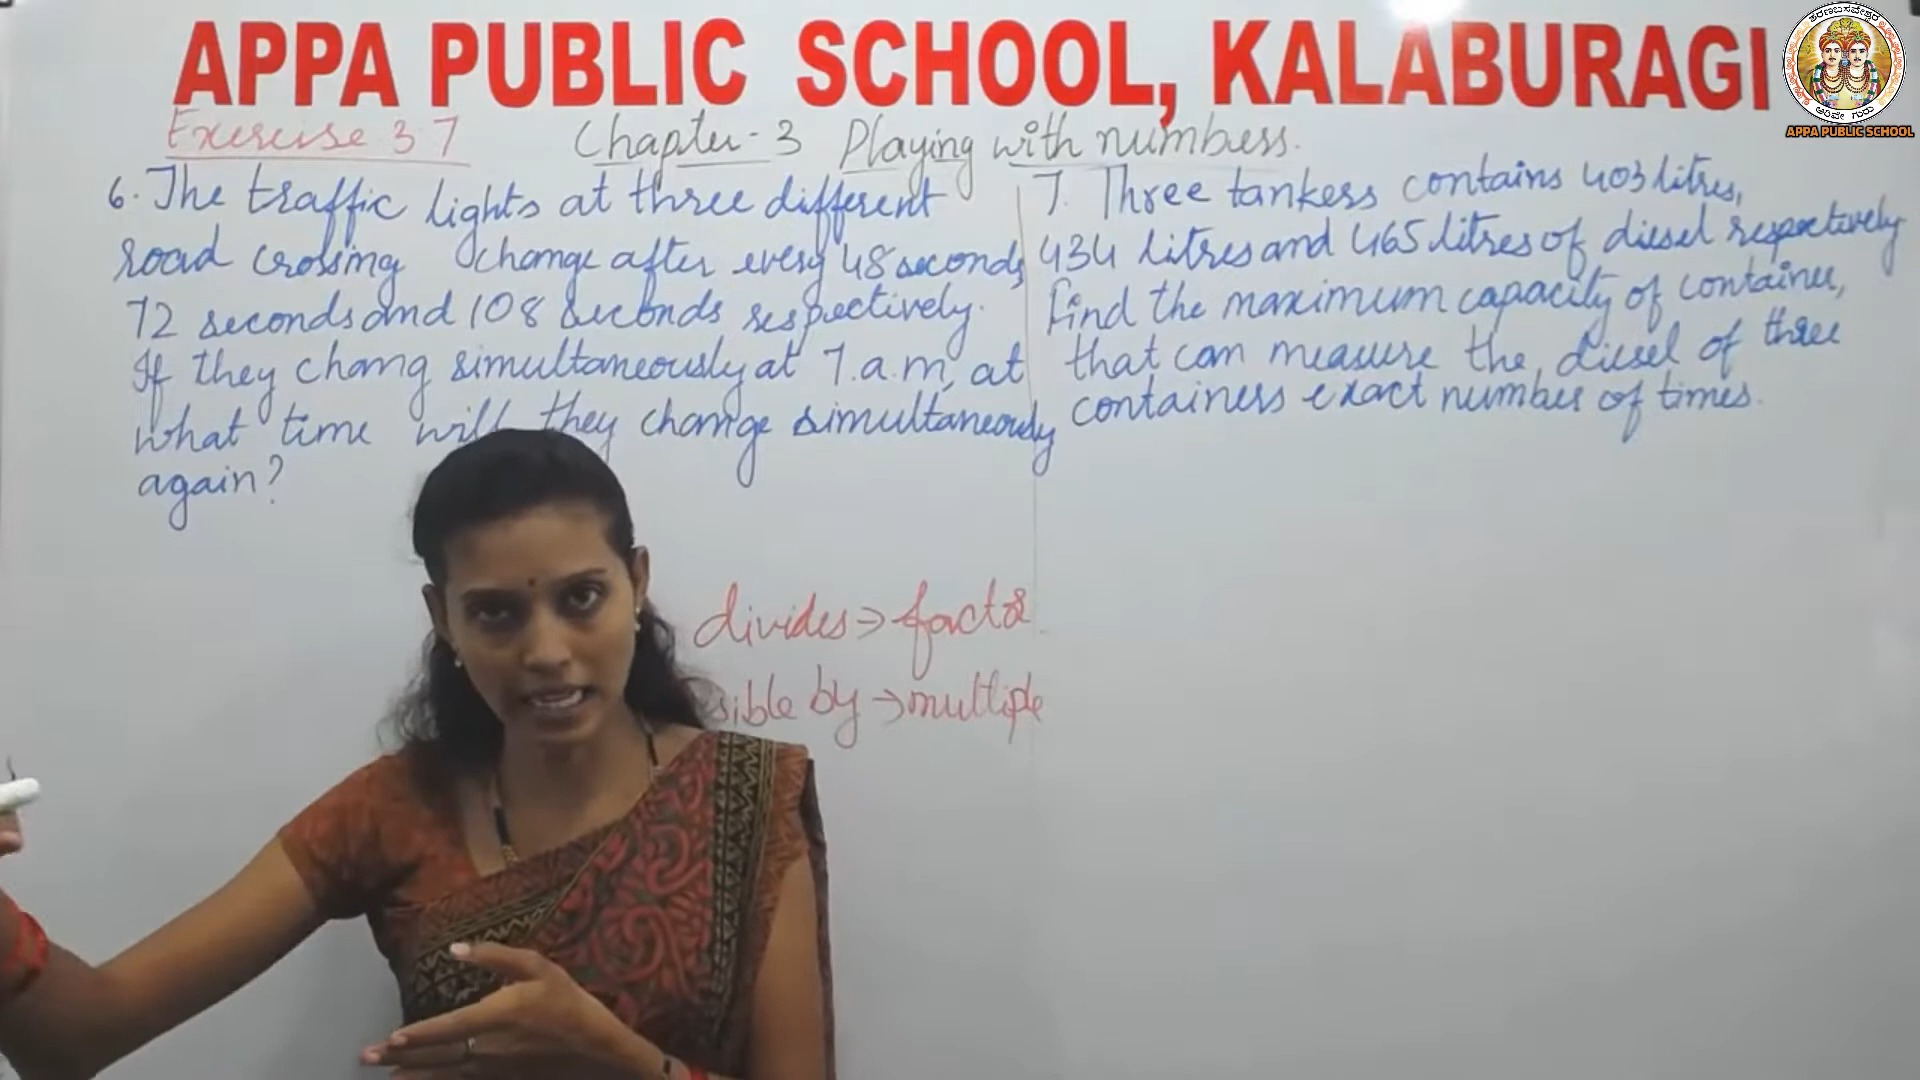 APPA PUBLIC SCHOOL, KALABURAGI
APPA PUBLIC SCHOOL
Exercise 3 7
Chapter - 3 Playing with numbers.
6. The traffic lights at three different
road crossing change after every 48 seconds,
72 seconds and 108 seconds respectively.
If they chang simultaneously at 7.a.m, at
what time will they change simultaneously
again?
7. Three tankers contains 403 litres,
434 litres and 465 litres of diesel respectively
find the maximum capacity of container,
that can measure the diesel of three
containers exact number of times.
divides → factor
sible by → multiple